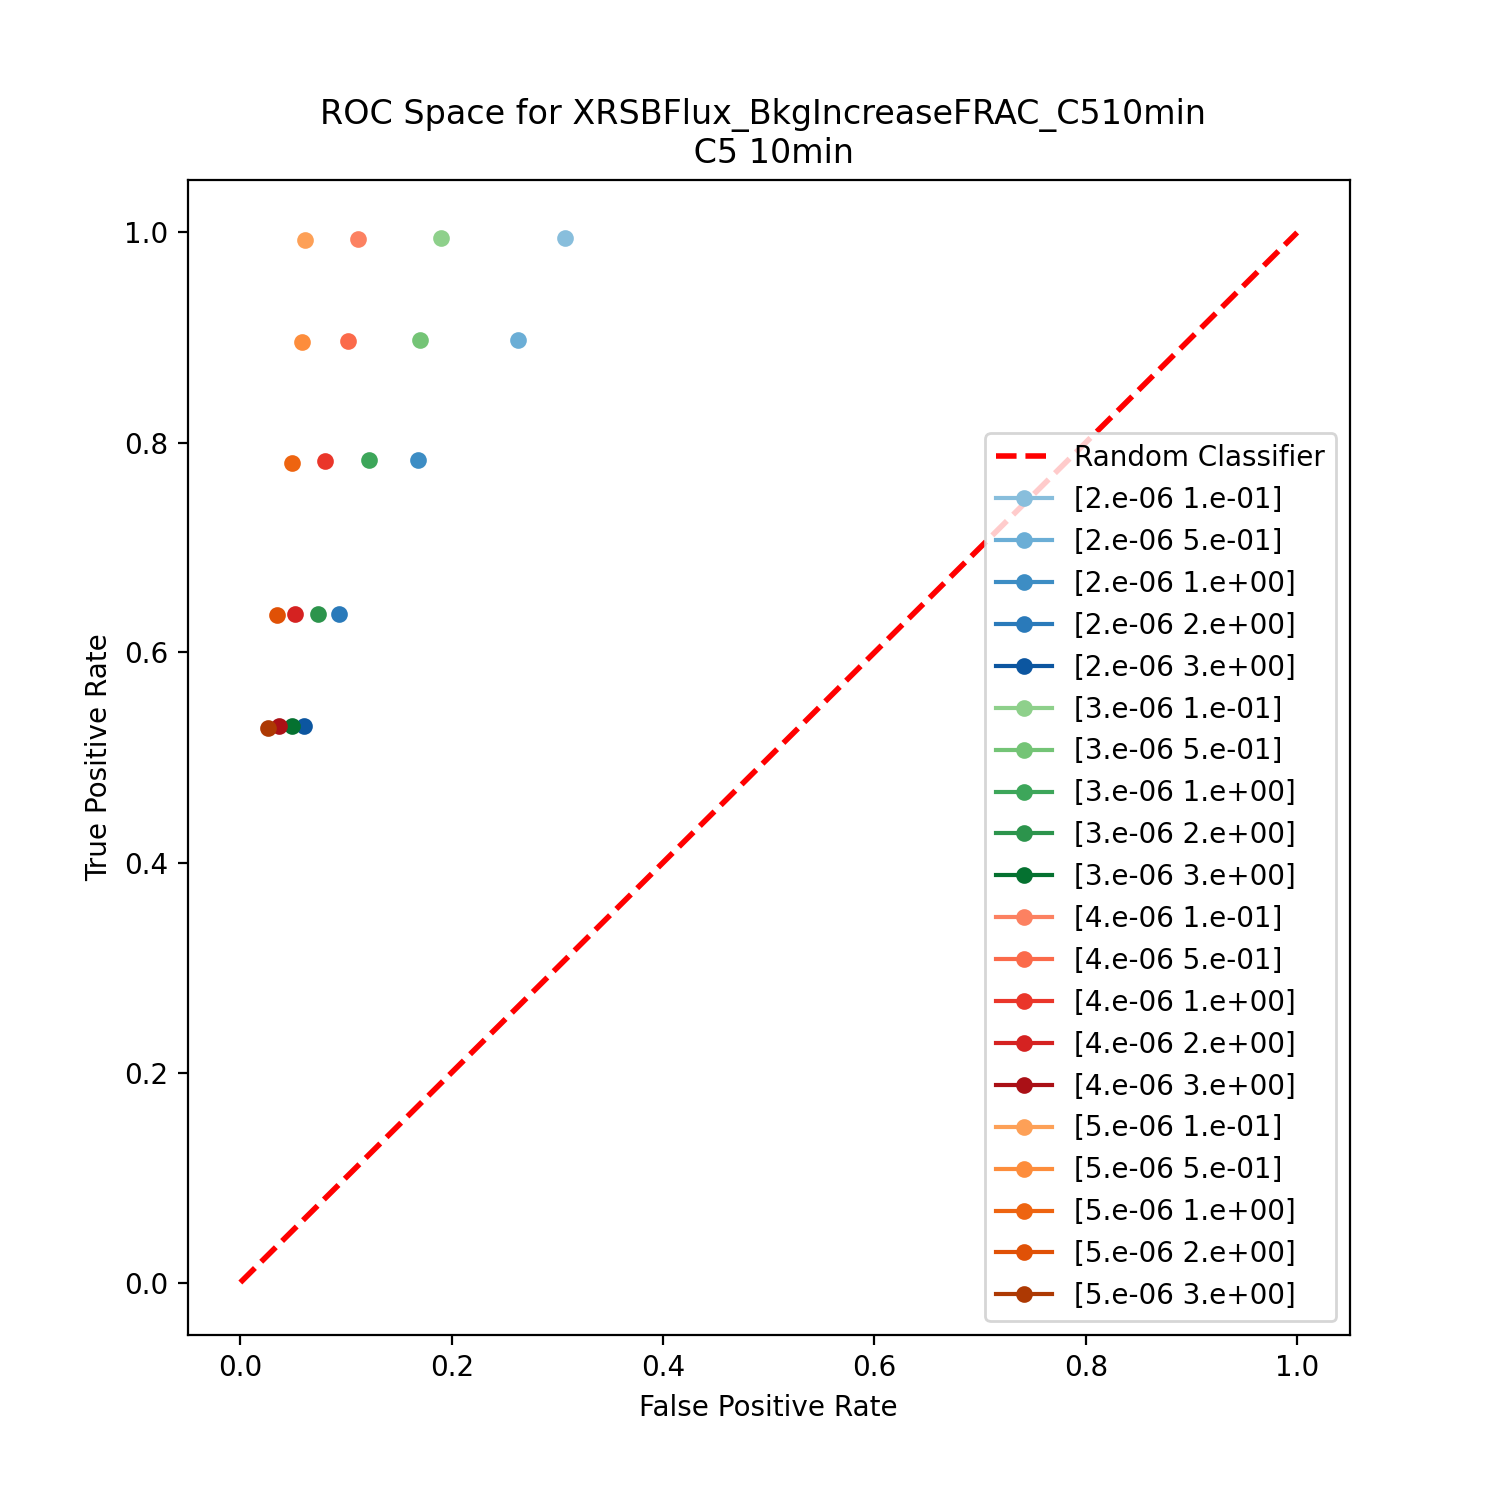 ROC Space for XRSBFlux_BkgIncreaseFRAC_C510min
C5 10min
True Positive Rate
1.0
0.8
0.6
0.4
0.2
0.0
Random Classifier
[2.e-06 1.e-01]
[2.e-06 5.e-01]
[2.e-06 1.e+00]
[2.e-06 2.e+00]
[2.e-06 3.e+00]
[3.e-06 1.e-01]
[3.e-06 5.e-01]
[3.e-06 1.e+00]
[3.e-06 2.e+00]
[3.e-06 3.e+00]
[4.e-06 1.e-01]
[4.e-06 5.e-01]
[4.e-06 1.e+00]
[4.e-06 2.e+00]
[4.e-06 3.e+00]
[5.e-06 1.e-01]
[5.e-06 5.e-01]
[5.e-06 1.e+00]
[5.e-06 2.e+00]
[5.e-06 3.e+00]
0.0 0.2 0.4 0.6 0.8 1.0
False Positive Rate